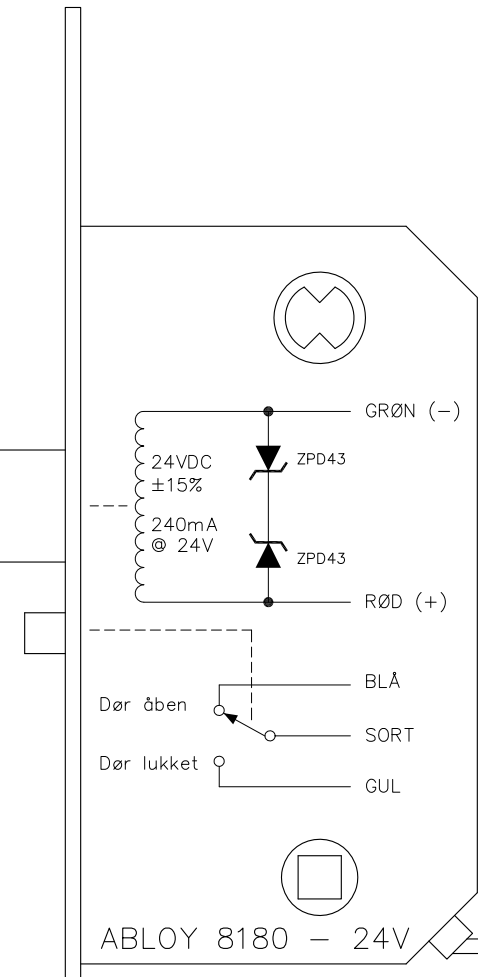 GRØN (-)
24VDC
±15%
ZPD43
240mA
@ 24V
ZPD43
RØD (+)
BLÅ
Dør åben
SORT
Dør lukket
GUL
ABLOY 8180 - 24V